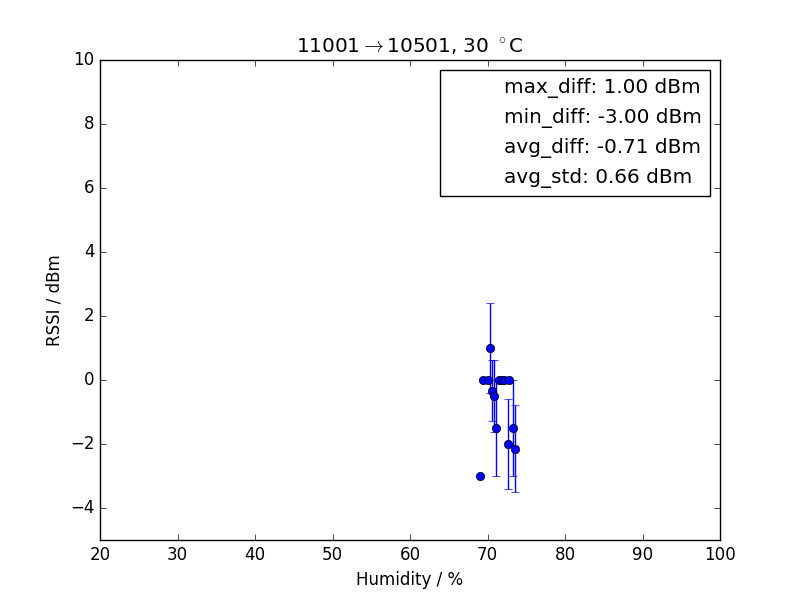 11001→10501, 30 °C
max_diff: 1.00 dBm
min_diff: -3.00 dBm
avg_diff: -0.71 dBm
avg_std: 0.66 dBm
RSSI / dBm
10
8
6
4
2
0
−2
−4
20 30 40 50 60 70 80 90 100
Humidity / %